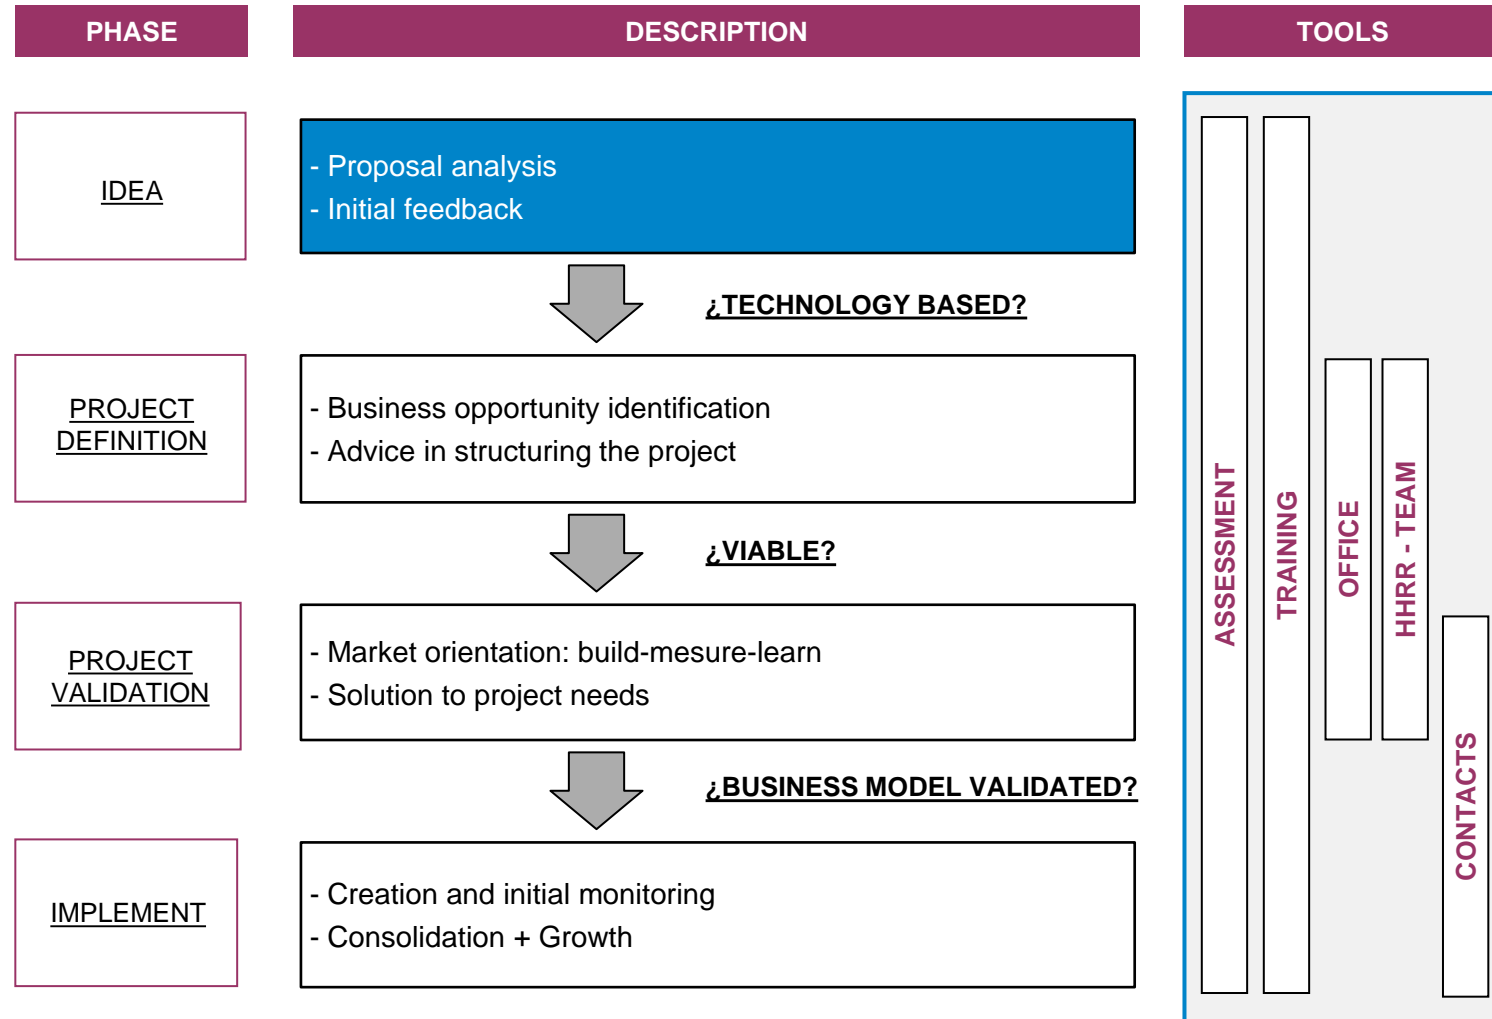 PHASE
DESCRIPTION
TOOLS
IDEA
- Proposal analysis
- Initial feedback
¿TECHNOLOGY BASED?
PROJECT
DEFINITION
- Business opportunity identification
- Advice in structuring the project
¿VIABLE?
PROJECT
VALIDATION
- Market orientation: build-mesure-learn
- Solution to project needs
¿BUSINESS MODEL VALIDATED?
IMPLEMENT
- Creation and initial monitoring
- Consolidation + Growth
ASSESSMENT
TRAINING
OFFICE
HHRR - TEAM
CONTACTS